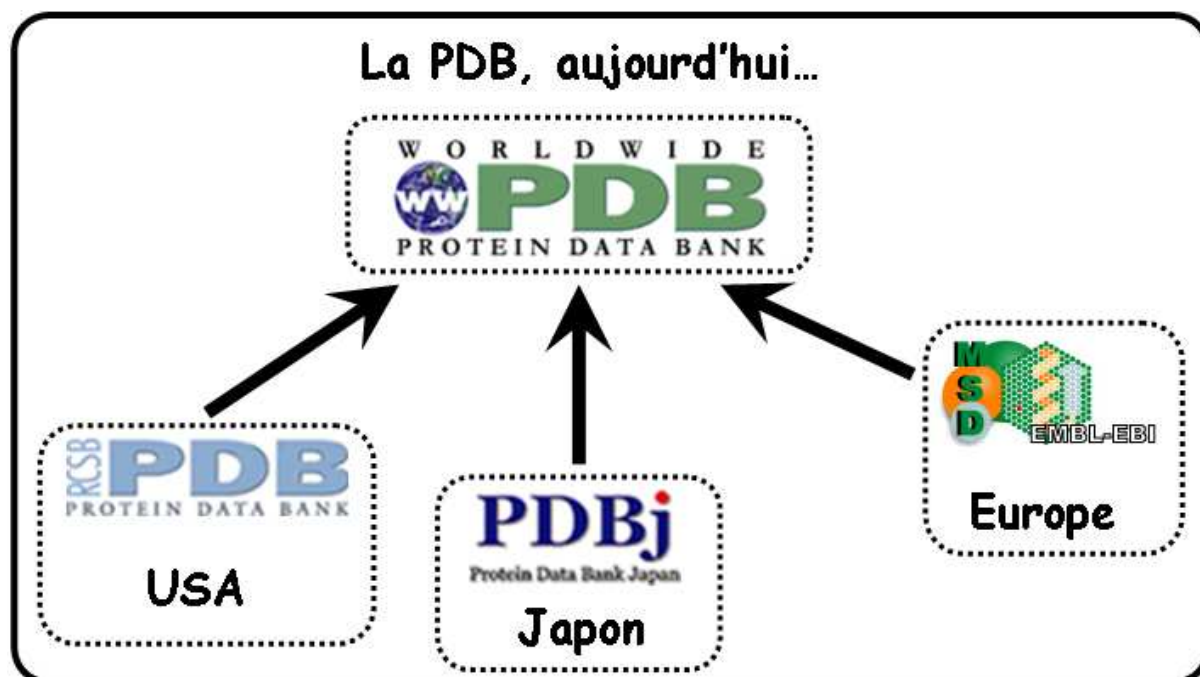 La PDB, aujourd'hui...
WORLDWIDE
ww PDB
PROTEIN DATA BANK
RCSB PDB
PROTEIN DATA BANK
USA
PDBj
Protein Data Bank Japan
Japon
MSD
EMBL-EBI
Europe